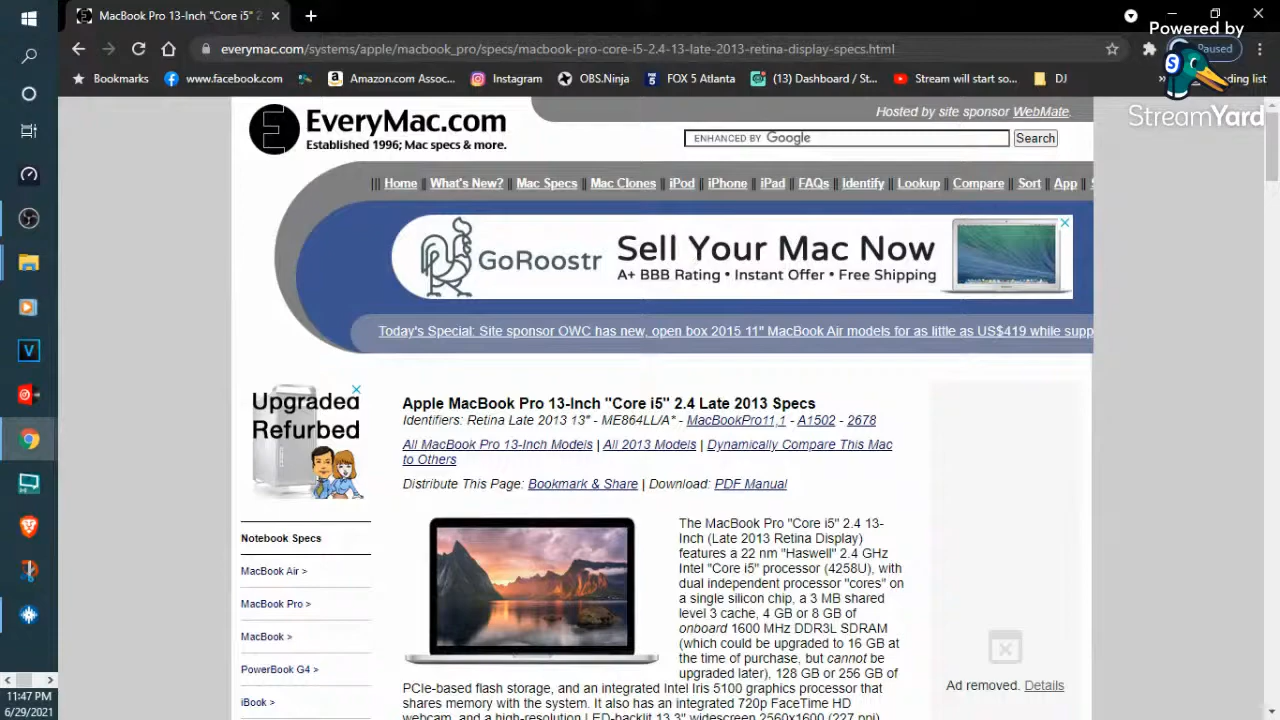 MacBook Pro 13-Inch "Core i5" 2
Powered by
everymac.com/systems/apple/macbook_pro/specs/macbook-pro-core-i5-2.4-13-late-2013-retina-display-specs.html
Paused
Bookmarks
www.facebook.com
Amazon.com Assoc...
Instagram
OBS.Ninja
FOX 5 Atlanta
(13) Dashboard / St...
Stream will start so...
DJ
»
ding list
S
StreamYard
EveryMac.com
Established 1996; Mac specs & more.
Hosted by site sponsor WebMate.
ENHANCED BY Google
Search
||| Home || What's New? || Mac Specs || Mac Clones || iPod || iPhone || iPad || FAQs || Identify || Lookup || Compare || Sort || App || S
GoRoostr
Sell Your Mac Now
A+ BBB Rating • Instant Offer • Free Shipping
Today's Special: Site sponsor OWC has new, open box 2015 11" MacBook Air models for as little as US$419 while supp
Upgraded
Refurbed
Apple MacBook Pro 13-Inch "Core i5" 2.4 Late 2013 Specs
Identifiers: Retina Late 2013 13" - ME864LL/A* - MacBookPro11,1 - A1502 - 2678
All MacBook Pro 13-Inch Models | All 2013 Models | Dynamically Compare This Mac
to Others
Distribute This Page: Bookmark & Share | Download: PDF Manual
Notebook Specs
MacBook Air >
MacBook Pro >
MacBook >
PowerBook G4 >
iBook >
The MacBook Pro "Core i5" 2.4 13-
Inch (Late 2013 Retina Display)
features a 22 nm "Haswell" 2.4 GHz
Intel "Core i5" processor (4258U), with
dual independent processor "cores" on
a single silicon chip, a 3 MB shared
level 3 cache, 4 GB or 8 GB of
onboard 1600 MHz DDR3L SDRAM
(which could be upgraded to 16 GB at
the time of purchase, but cannot be
upgraded later), 128 GB or 256 GB of
PCIe-based flash storage, and an integrated Intel Iris 5100 graphics processor that
shares memory with the system. It also has an integrated 720p FaceTime HD
webcam, and a high-resolution LED-backlit 13.3" widescreen 2560x1600 (227 ppi)
Ad removed. Details
11:47 PM
6/29/2021